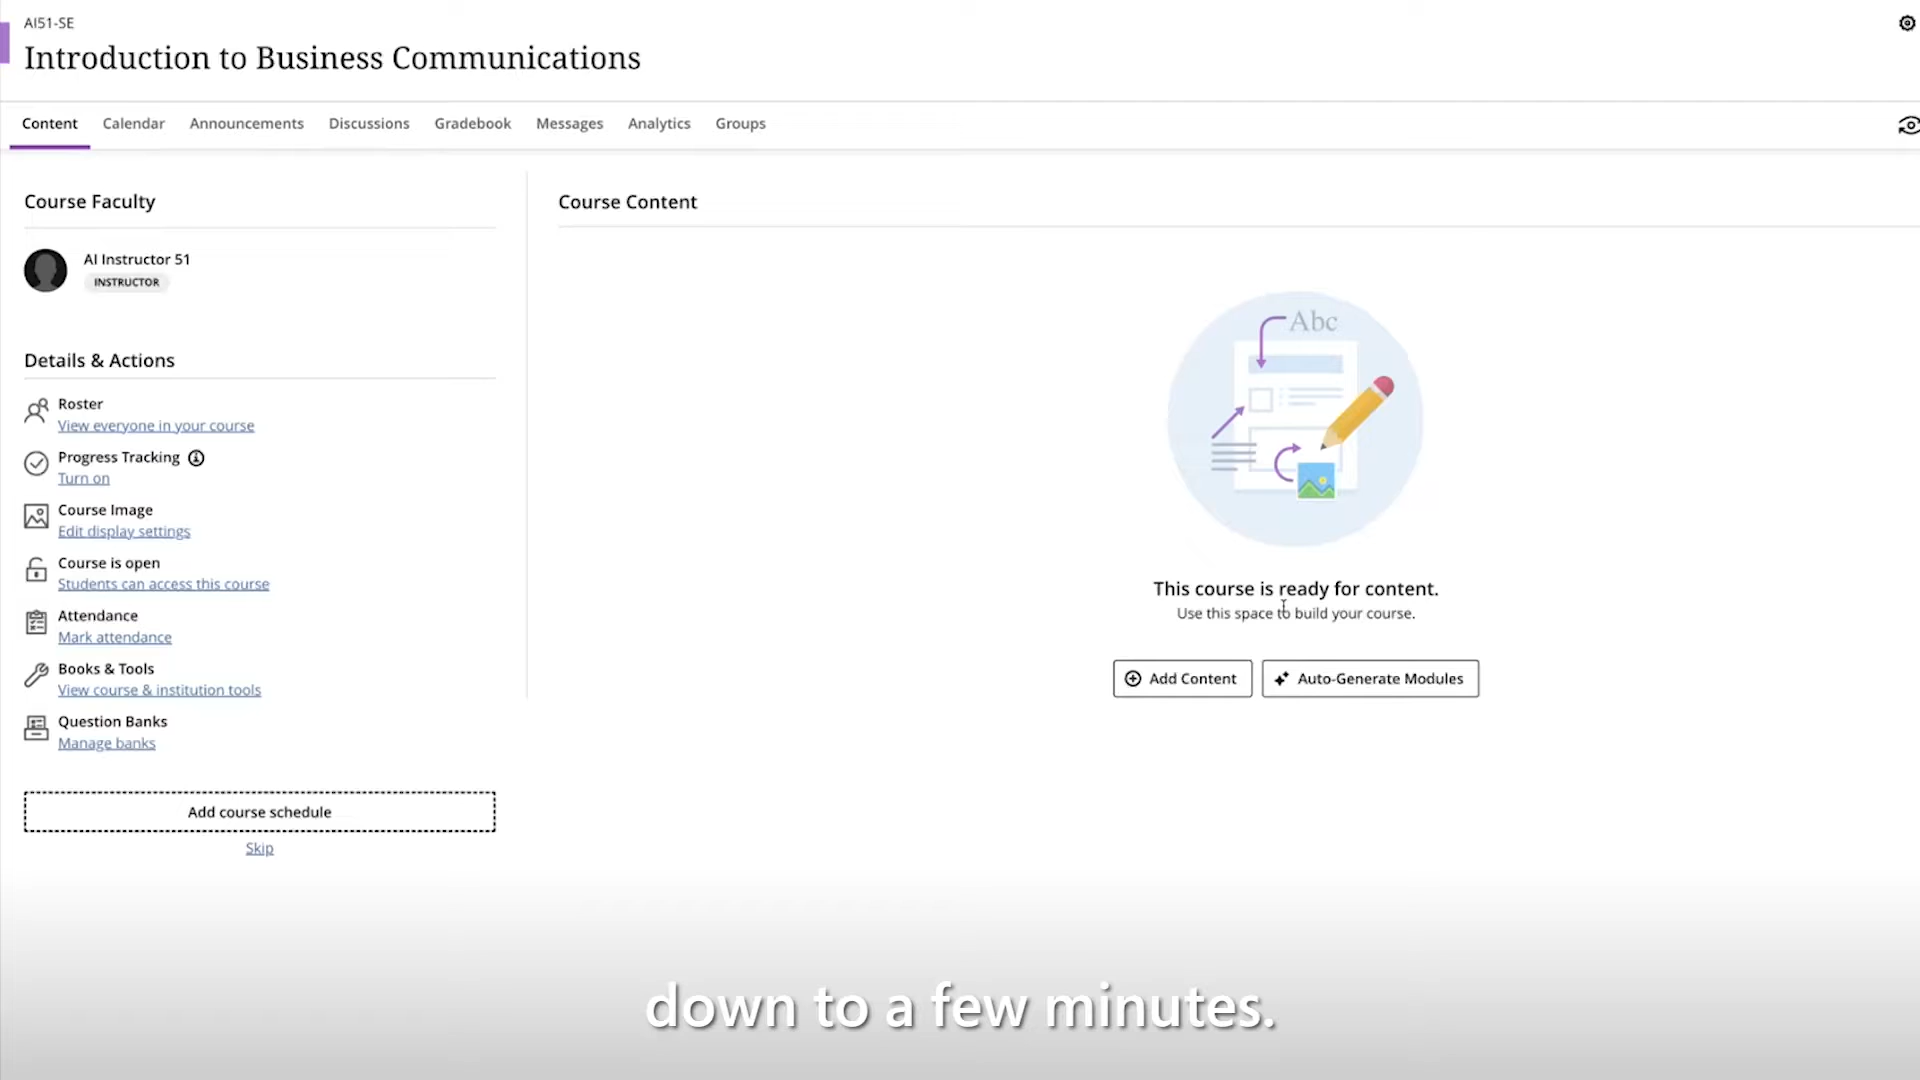 AI51-SE
Introduction to Business Communications
Content
Calendar
Announcements
Discussions
Gradebook
Messages
Analytics
Groups
Course Faculty
AI Instructor 51
INSTRUCTOR
Details & Actions
Roster
View everyone in your course
Progress Tracking
Turn on
Course Image
Edit display settings
Course is open
Students can access this course
Attendance
Mark attendance
Books & Tools
View course & institution tools
Question Banks
Manage banks
Add course schedule
Skip
Course Content
Abc
This course is ready for content.
Use this space to build your course.
Add Content
Auto-Generate Modules
down to a few minutes.